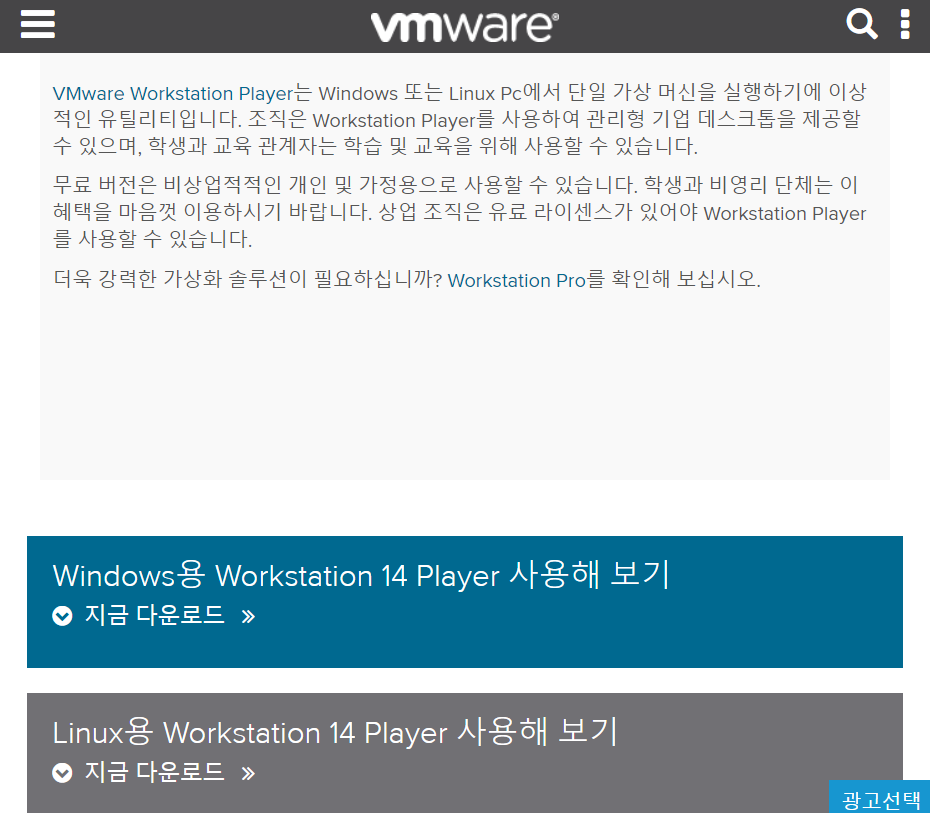 vmware®
VMware Workstation Player는 Windows 또는 Linux Pc에서 단일 가상 머신을 실행하기에 이상
적인 유틸리티입니다. 조직은 Workstation Player를 사용하여 관리형 기업 데스크톱을 제공할
수 있으며, 학생과 교육 관계자는 학습 및 교육을 위해 사용할 수 있습니다.
무료 버전은 비상업적적인 개인 및 가정용으로 사용할 수 있습니다. 학생과 비영리 단체는 이
혜택을 마음껏 이용하시기 바랍니다. 상업 조직은 유료 라이센스가 있어야 Workstation Player
를 사용할 수 있습니다.
더욱 강력한 가상화 솔루션이 필요하십니까? Workstation Pro를 확인해 보십시오.
Windows용 Workstation 14 Player 사용해 보기
지금 다운로드 »
Linux용 Workstation 14 Player 사용해 보기
지금 다운로드 »
광고선택